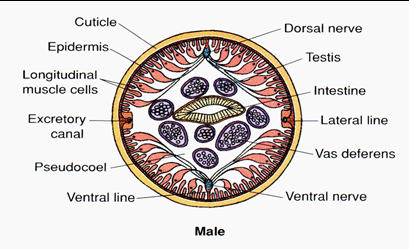 Cuticle
Epidermis
Longitudinal
muscle cells
Excretory
canal
Pseudocoel
Ventral line
Dorsal nerve
Testis
Intestine
Lateral line
Vas deferens
Ventral nerve
Male